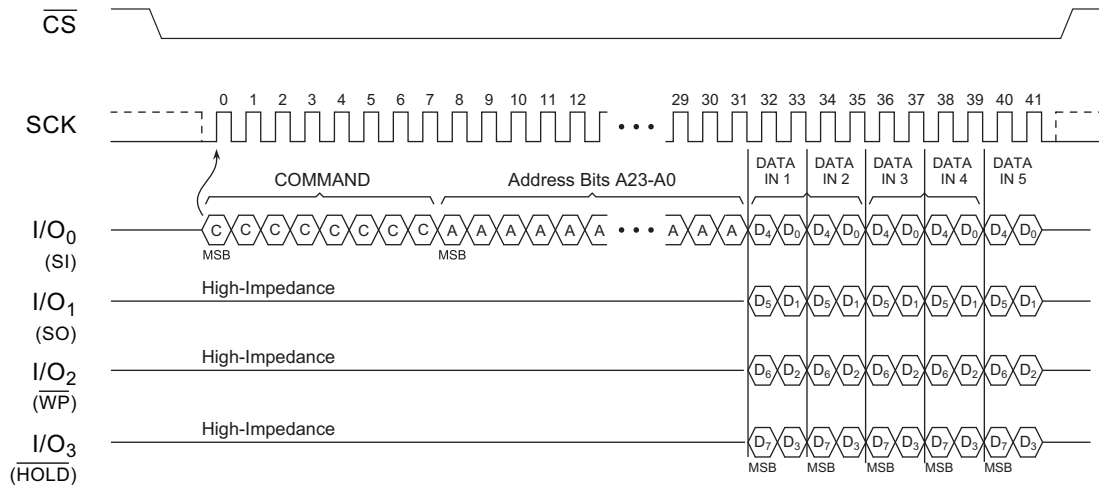 CS
0 1 2 3 4 5 6 7 8 9 10 11 12 29 30 31 32 33 34 35 36 37 38 39 40 41
SCK • • •
COMMAND Address Bits A23-A0 DATA IN 1 DATA IN 2 DATA IN 3 DATA IN 4 DATA IN 5
I/O0 C C C C C C C C A A A A A A • • • A A A D4 D0 D4 D0 D4 D0 D4 D0 D4 D0
(SI) MSB MSB
High-Impedance
I/O1 D5 D1 D5 D1 D5 D1 D5 D1 D5 D1
(SO)
High-Impedance
I/O2 D6 D2 D6 D2 D6 D2 D6 D2 D6 D2
(WP)
High-Impedance
I/O3 D7 D3 D7 D3 D7 D3 D7 D3 D7 D3
(HOLD) MSB MSB MSB MSB MSB